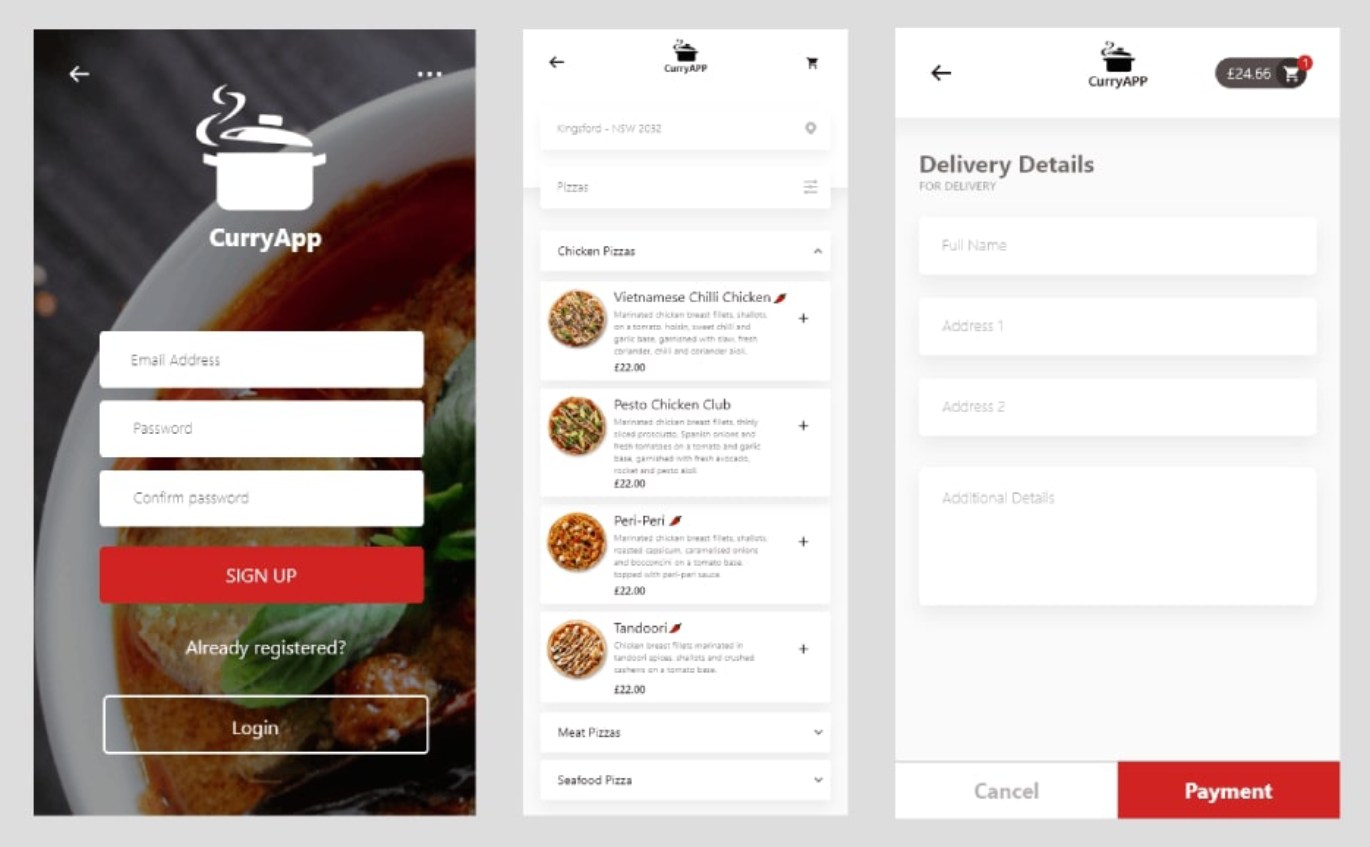 CurryApp
Email Address
Password
Confirm password
SIGN UP
Already registered?
Login
CurryAPP
Kingsford - NSW 2032
Pizzas
Chicken Pizzas
Vietnamese Chilli Chicken
Marinated chicken breast fillets, shallots,
on a tomato, hoisin, sweet chilli and
garlic base, garnished with slaw, fresh
coriander, chilli and coriander aioli.
£22.00
Pesto Chicken Club
Marinated chicken breast fillets, thinly
sliced prosciutto, Spanish onions and
fresh tomatoes on a tomato and garlic
base, garnished with fresh avocado,
rocket and pesto aioli
£22.00
Peri-Peri
Marinated chicken breast fillets, shallots,
roasted capsicum, caramelised onions
and bocconcini on a tomato base,
topped with peri-peri sauce.
£22.00
Tandoori
Chicken breast fillets marinated in
tandoori spices, shallots and crushed
cashews on a tomato base.
£22.00
Meat Pizzas
Seafood Pizza
CurryAPP
£24.66
1
Delivery Details
FOR DELIVERY
Full Name
Address 1
Address 2
Additional Details
Cancel
Payment